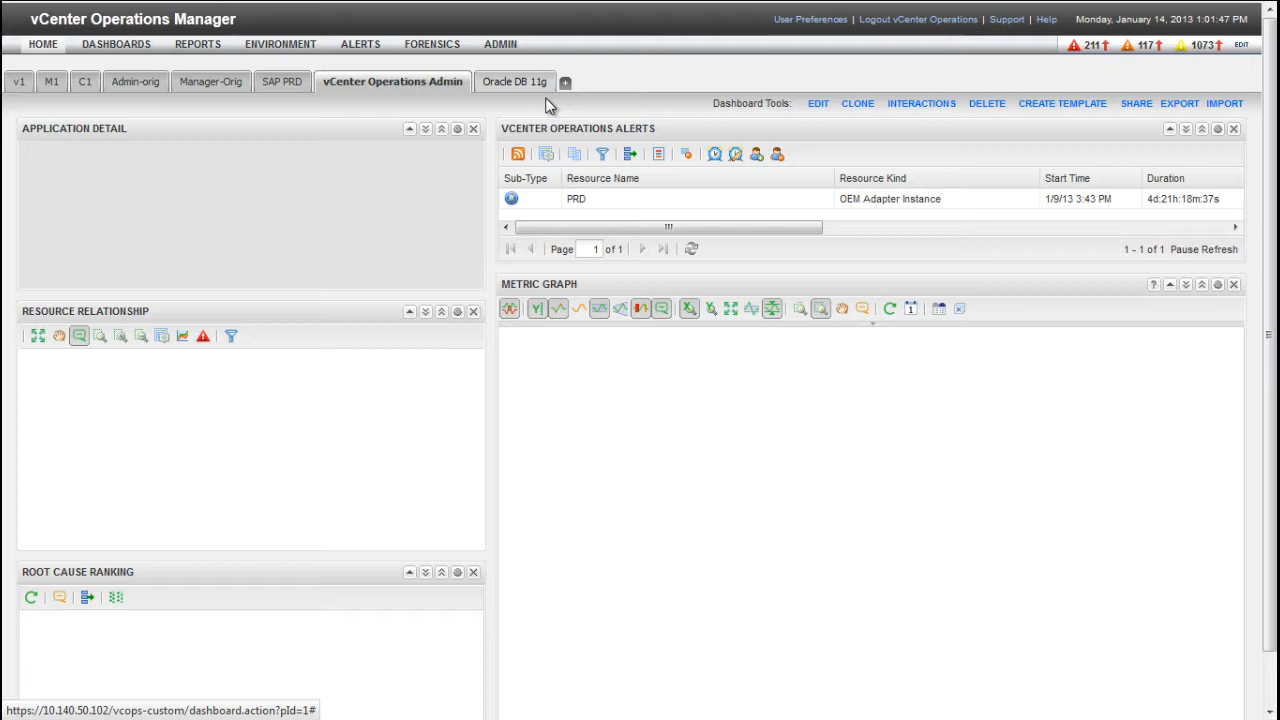 vCenter Operations Manager
User Preferences | Logout vCenter Operations | Support | Help Monday, January 14, 2013 1:01:47 PM
HOME DASHBOARDS REPORTS ENVIRONMENT ALERTS FORENSICS ADMIN 211 117 1073 EDIT
v1 M1 C1 Admin-orig Manager-Orig SAP PRD vCenter Operations Admin Oracle DB 11g
Dashboard Tools: EDIT CLONE INTERACTIONS DELETE CREATE TEMPLATE SHARE EXPORT IMPORT
APPLICATION DETAIL
VCENTER OPERATIONS ALERTS
Sub-Type Resource Name Resource Kind Start Time Duration
PRD OEM Adapter Instance 1/9/13 3:43 PM 4d:21h:18m:37s
Page 1 of 1 1 - 1 of 1 Pause Refresh
METRIC GRAPH
RESOURCE RELATIONSHIP
ROOT CAUSE RANKING
https://10.140.50.102/vcops-custom/dashboard.action?pId=1#